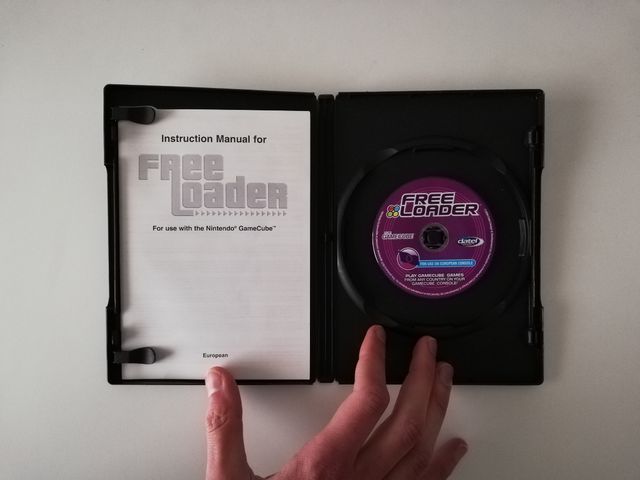 Instruction Manual for
FREE
LOADER
For use with the Nintendo® GameCube™
European
FREE
LOADER
GAMECUBE
datel
FOR USE ON EUROPEAN CONSOLE
PLAY GAMECUBE GAMES
FROM ANY COUNTRY ON YOUR
GAMECUBE CONSOLE!